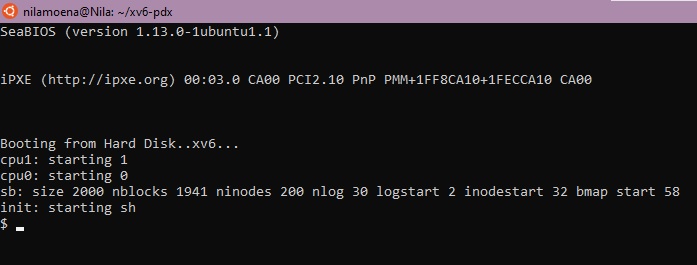 nilamoena@Nila: ~/xv6-pdx
SeaBIOS (version 1.13.0-1ubuntu1.1)
iPXE (http://ipxe.org) 00:03.0 CA00 PCI2.10 PnP PMM+1FF8CA10+1FECCA10 CA00
Booting from Hard Disk..xv6...
cpu1: starting 1
cpu0: starting 0
sb: size 2000 nblocks 1941 ninodes 200 nlog 30 logstart 2 inodestart 32 bmap start 58
init: starting sh
$